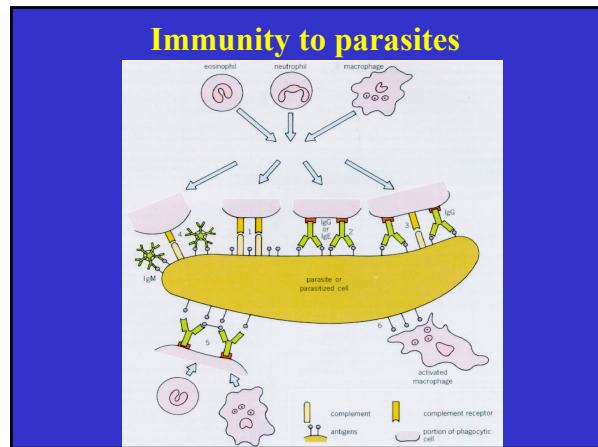 Immunity to parasites
eosinophil
neutrophil
macrophage
4
1
IgG
or
IgE
2
3
IgG
IgM
parasite or
parasitized cell
5
6
activated
macrophage
complement
complement receptor
antigens
portion of phagocytic
cell